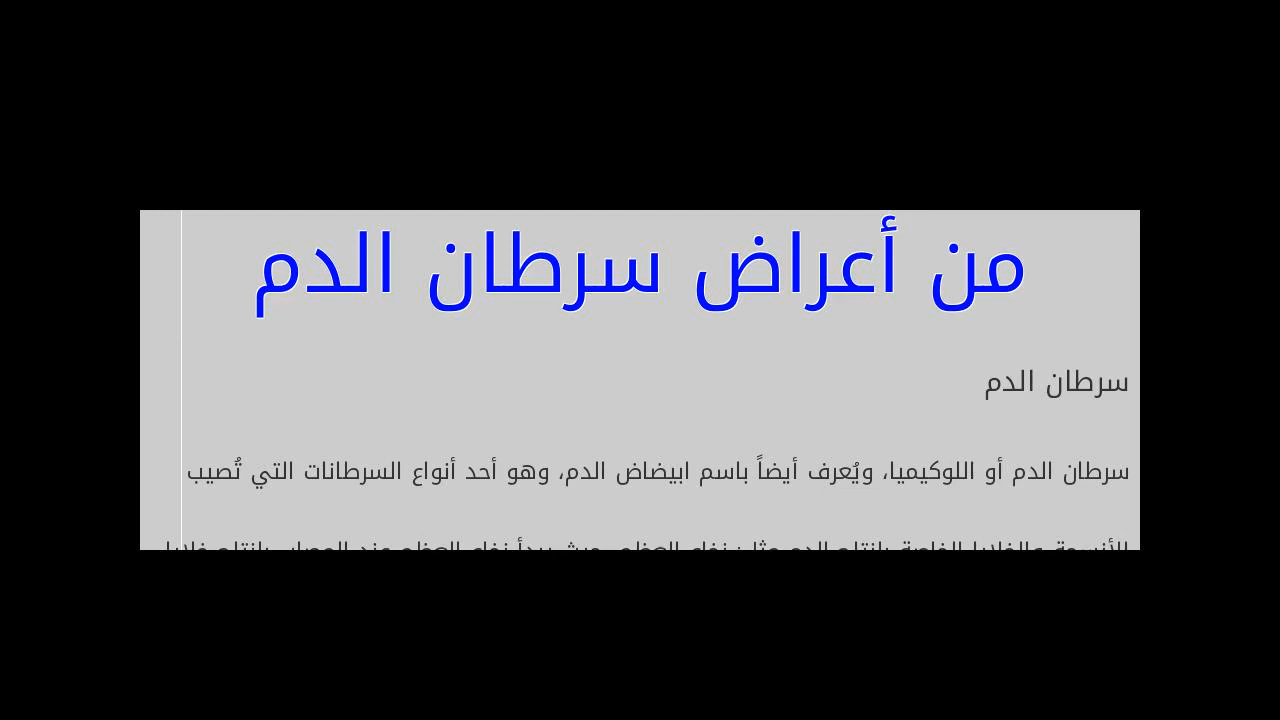 من أعراض سرطان الدم
سرطان الدم
سرطان الدم أو اللوكيميا، ويُعرف أيضاً باسم ابيضاض الدم، وهو أحد أنواع السرطانات التي تُصيب